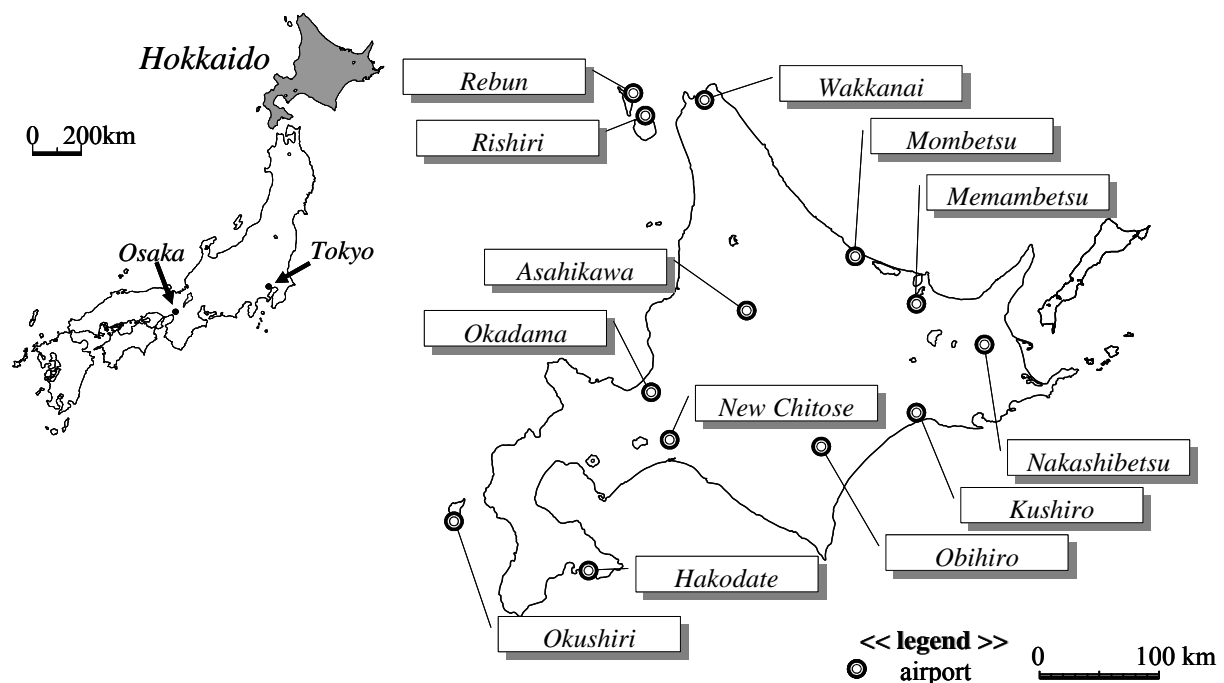 Hokkaido
0 200km
Osaka
Tokyo
Rebun
Rishiri
Wakkanai
Mombetsu
Memambetsu
Asahikawa
Okadama
New Chitose
Nakashibetsu
Kushiro
Obihiro
Hakodate
Okushiri
<< legend >>
airport
0 100 km